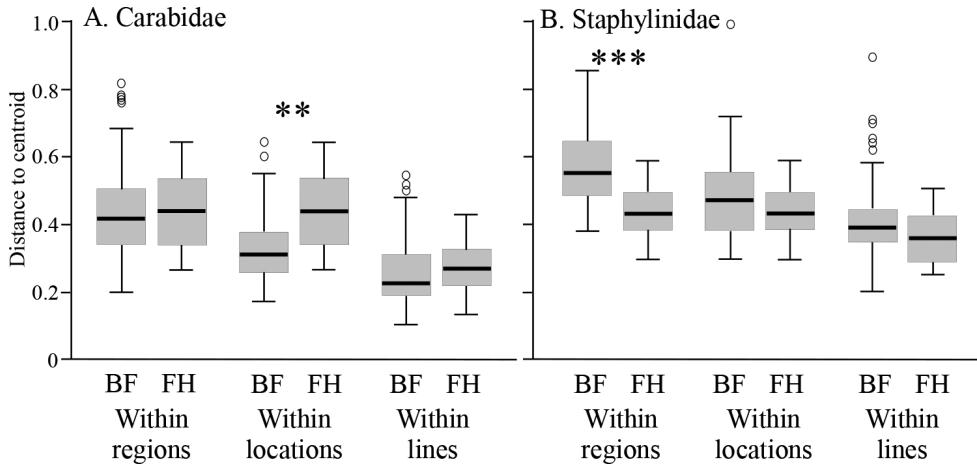 A. Carabidae
B. Staphylinidae
Distance to centroid
1.0
0.8
0.6
0.4
0.2
0
**
***
BF FH BF FH BF FH
Within regions Within locations Within lines
BF FH BF FH BF FH
Within regions Within locations Within lines